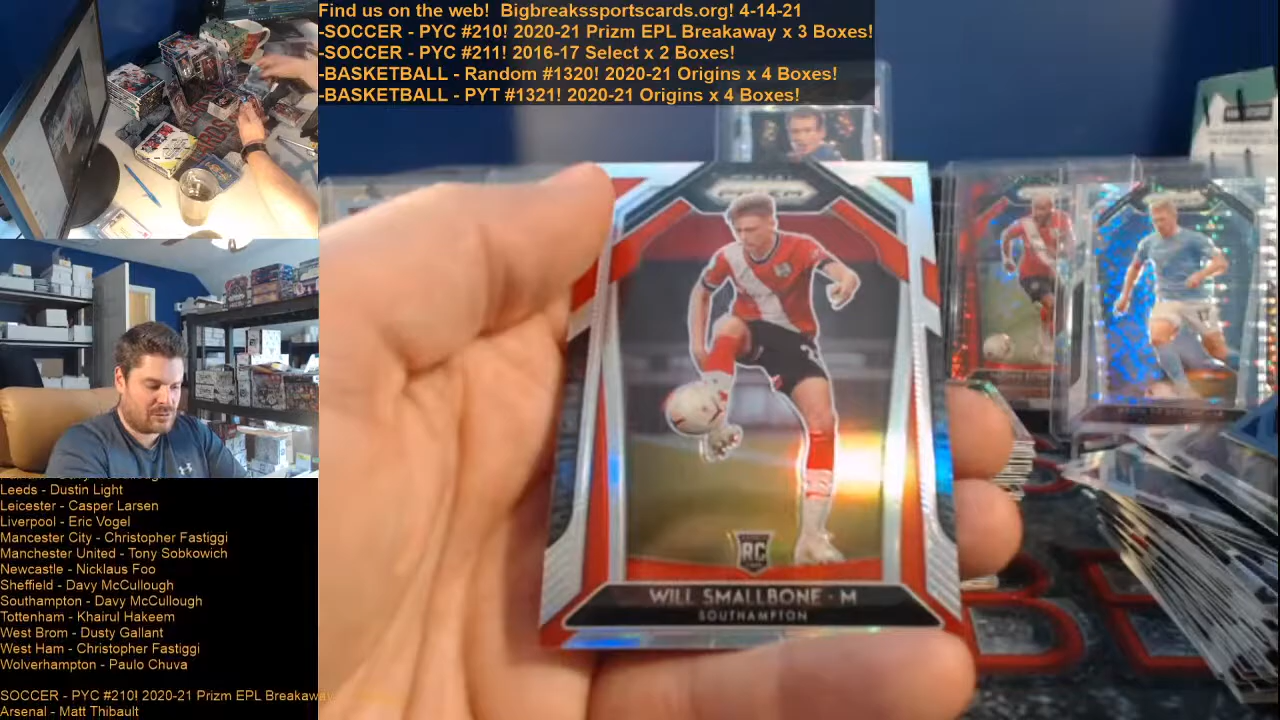 Find us on the web! Bigbreakssportscards.org! 4-14-21
-SOCCER - PYC #210! 2020-21 Prizm EPL Breakaway x 3 Boxes!
-SOCCER - PYC #211! 2016-17 Select x 2 Boxes!
-BASKETBALL - Random #1320! 2020-21 Origins x 4 Boxes!
-BASKETBALL - PYT #1321! 2020-21 Origins x 4 Boxes!
PRIZM
RC
WILL SMALLBONE - M
SOUTHAMPTON
17
Leeds - Dustin Light
Leicester - Casper Larsen
Liverpool - Eric Vogel
Mancester City - Christopher Fastiggi
Manchester United - Tony Sobkowich
Newcastle - Nicklaus Foo
Sheffield - Davy McCullough
Southampton - Davy McCullough
Tottenham - Khairul Hakeem
West Brom - Dusty Gallant
West Ham - Christopher Fastiggi
Wolverhampton - Paulo Chuva
SOCCER - PYC #210! 2020-21 Prizm EPL Breakaway
Arsenal - Matt Thibault